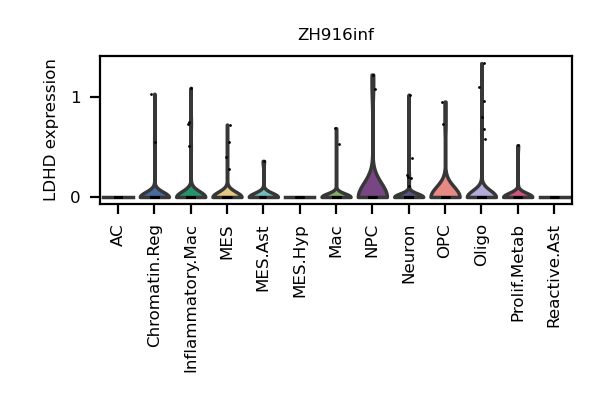 ZH916inf
LDHD expression
1
0
AC
Chromatin.Reg
Inflammatory.Mac
MES
MES.Ast
MES.Hyp
Mac
NPC
Neuron
OPC
Oligo
Prolif.Metab
Reactive.Ast